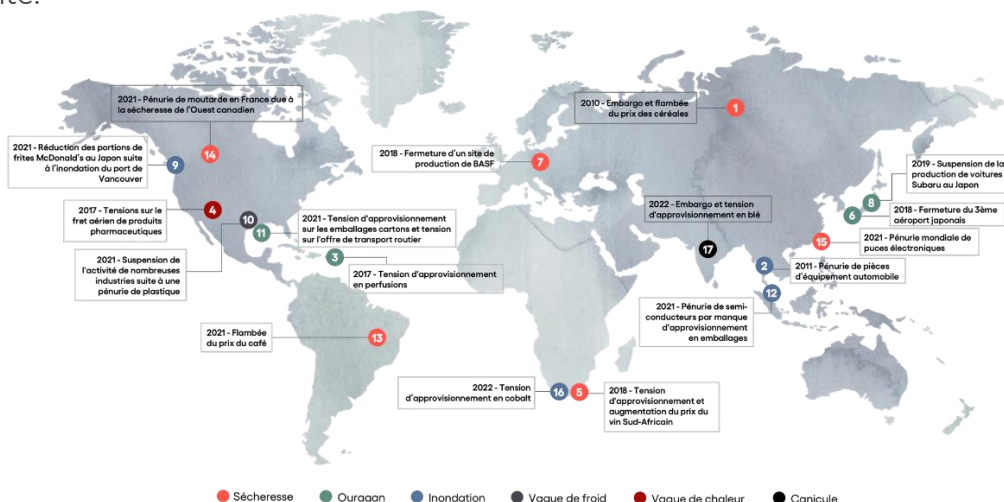 2021 - Pénurie de moutarde en France due à
la sécheresse de l'Ouest canadien
14
2021 - Réduction des portions de
frites McDonald's au Japon suite
à l'inondation du port de
Vancouver
9
2017 - Tensions sur le
fret aérien de produits
pharmaceutiques
4
10
2021 - Suspension de
l'activité de nombreuses
industries suite à une
pénurie de plastique
11
2021 - Tension d'approvisionnement
sur les emballages cartons et tension
sur l'offre de transport routier
3
2017 - Tension d'approvisionnement
en perfusions
2021 - Flambée
du prix du café
13
2010 - Embargo et flambée
du prix des céréales
1
2018 - Fermeture d'un site de
production de BASF
7
2022 - Embargo et tension
d'approvisionnement en blé
17
2019 - Suspension de la
production de voitures
Subaru au Japon
8
6
2018 - Fermeture du 3ème
aéroport japonais
15
2021 - Pénurie mondiale de
puces électroniques
2
2011 - Pénurie de pièces
d'équipement automobile
12
2021 - Pénurie de semi-
conducteurs par manque
d'approvisionnement
en emballages
2022 - Tension
d'approvisionnement en cobalt
16
5
2018 - Tension
d'approvisionnement et
augmentation du prix du
vin Sud-Africain
Sécheresse Ouragan Inondation Vague de froid Vague de chaleur Canicule